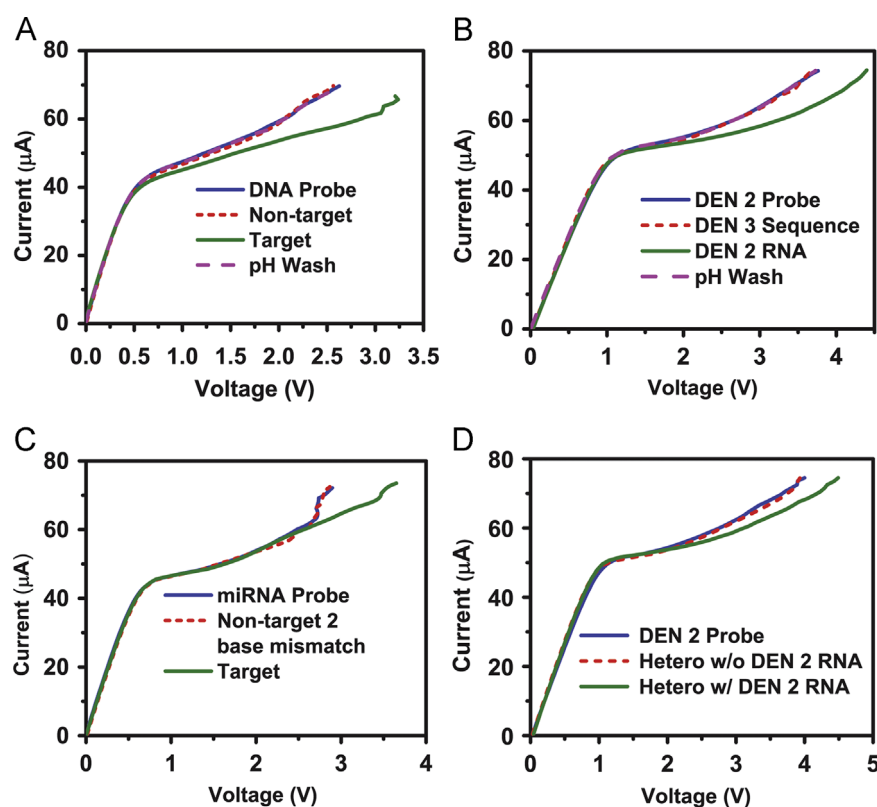 A
80
60
40
20
0
Current (µA)
DNA Probe
Non-target
Target
pH Wash
0.0 0.5 1.0 1.5 2.0 2.5 3.0 3.5
Voltage (V)
B
80
60
40
20
0
Current (µA)
DEN 2 Probe
DEN 3 Sequence
DEN 2 RNA
pH Wash
0 1 2 3 4
Voltage (V)
C
80
60
40
20
0
Current (µA)
miRNA Probe
Non-target 2
base mismatch
Target
0 1 2 3 4
Voltage (V)
D
80
60
40
20
0
Current (µA)
DEN 2 Probe
Hetero w/o DEN 2 RNA
Hetero w/ DEN 2 RNA
0 1 2 3 4 5
Voltage (V)